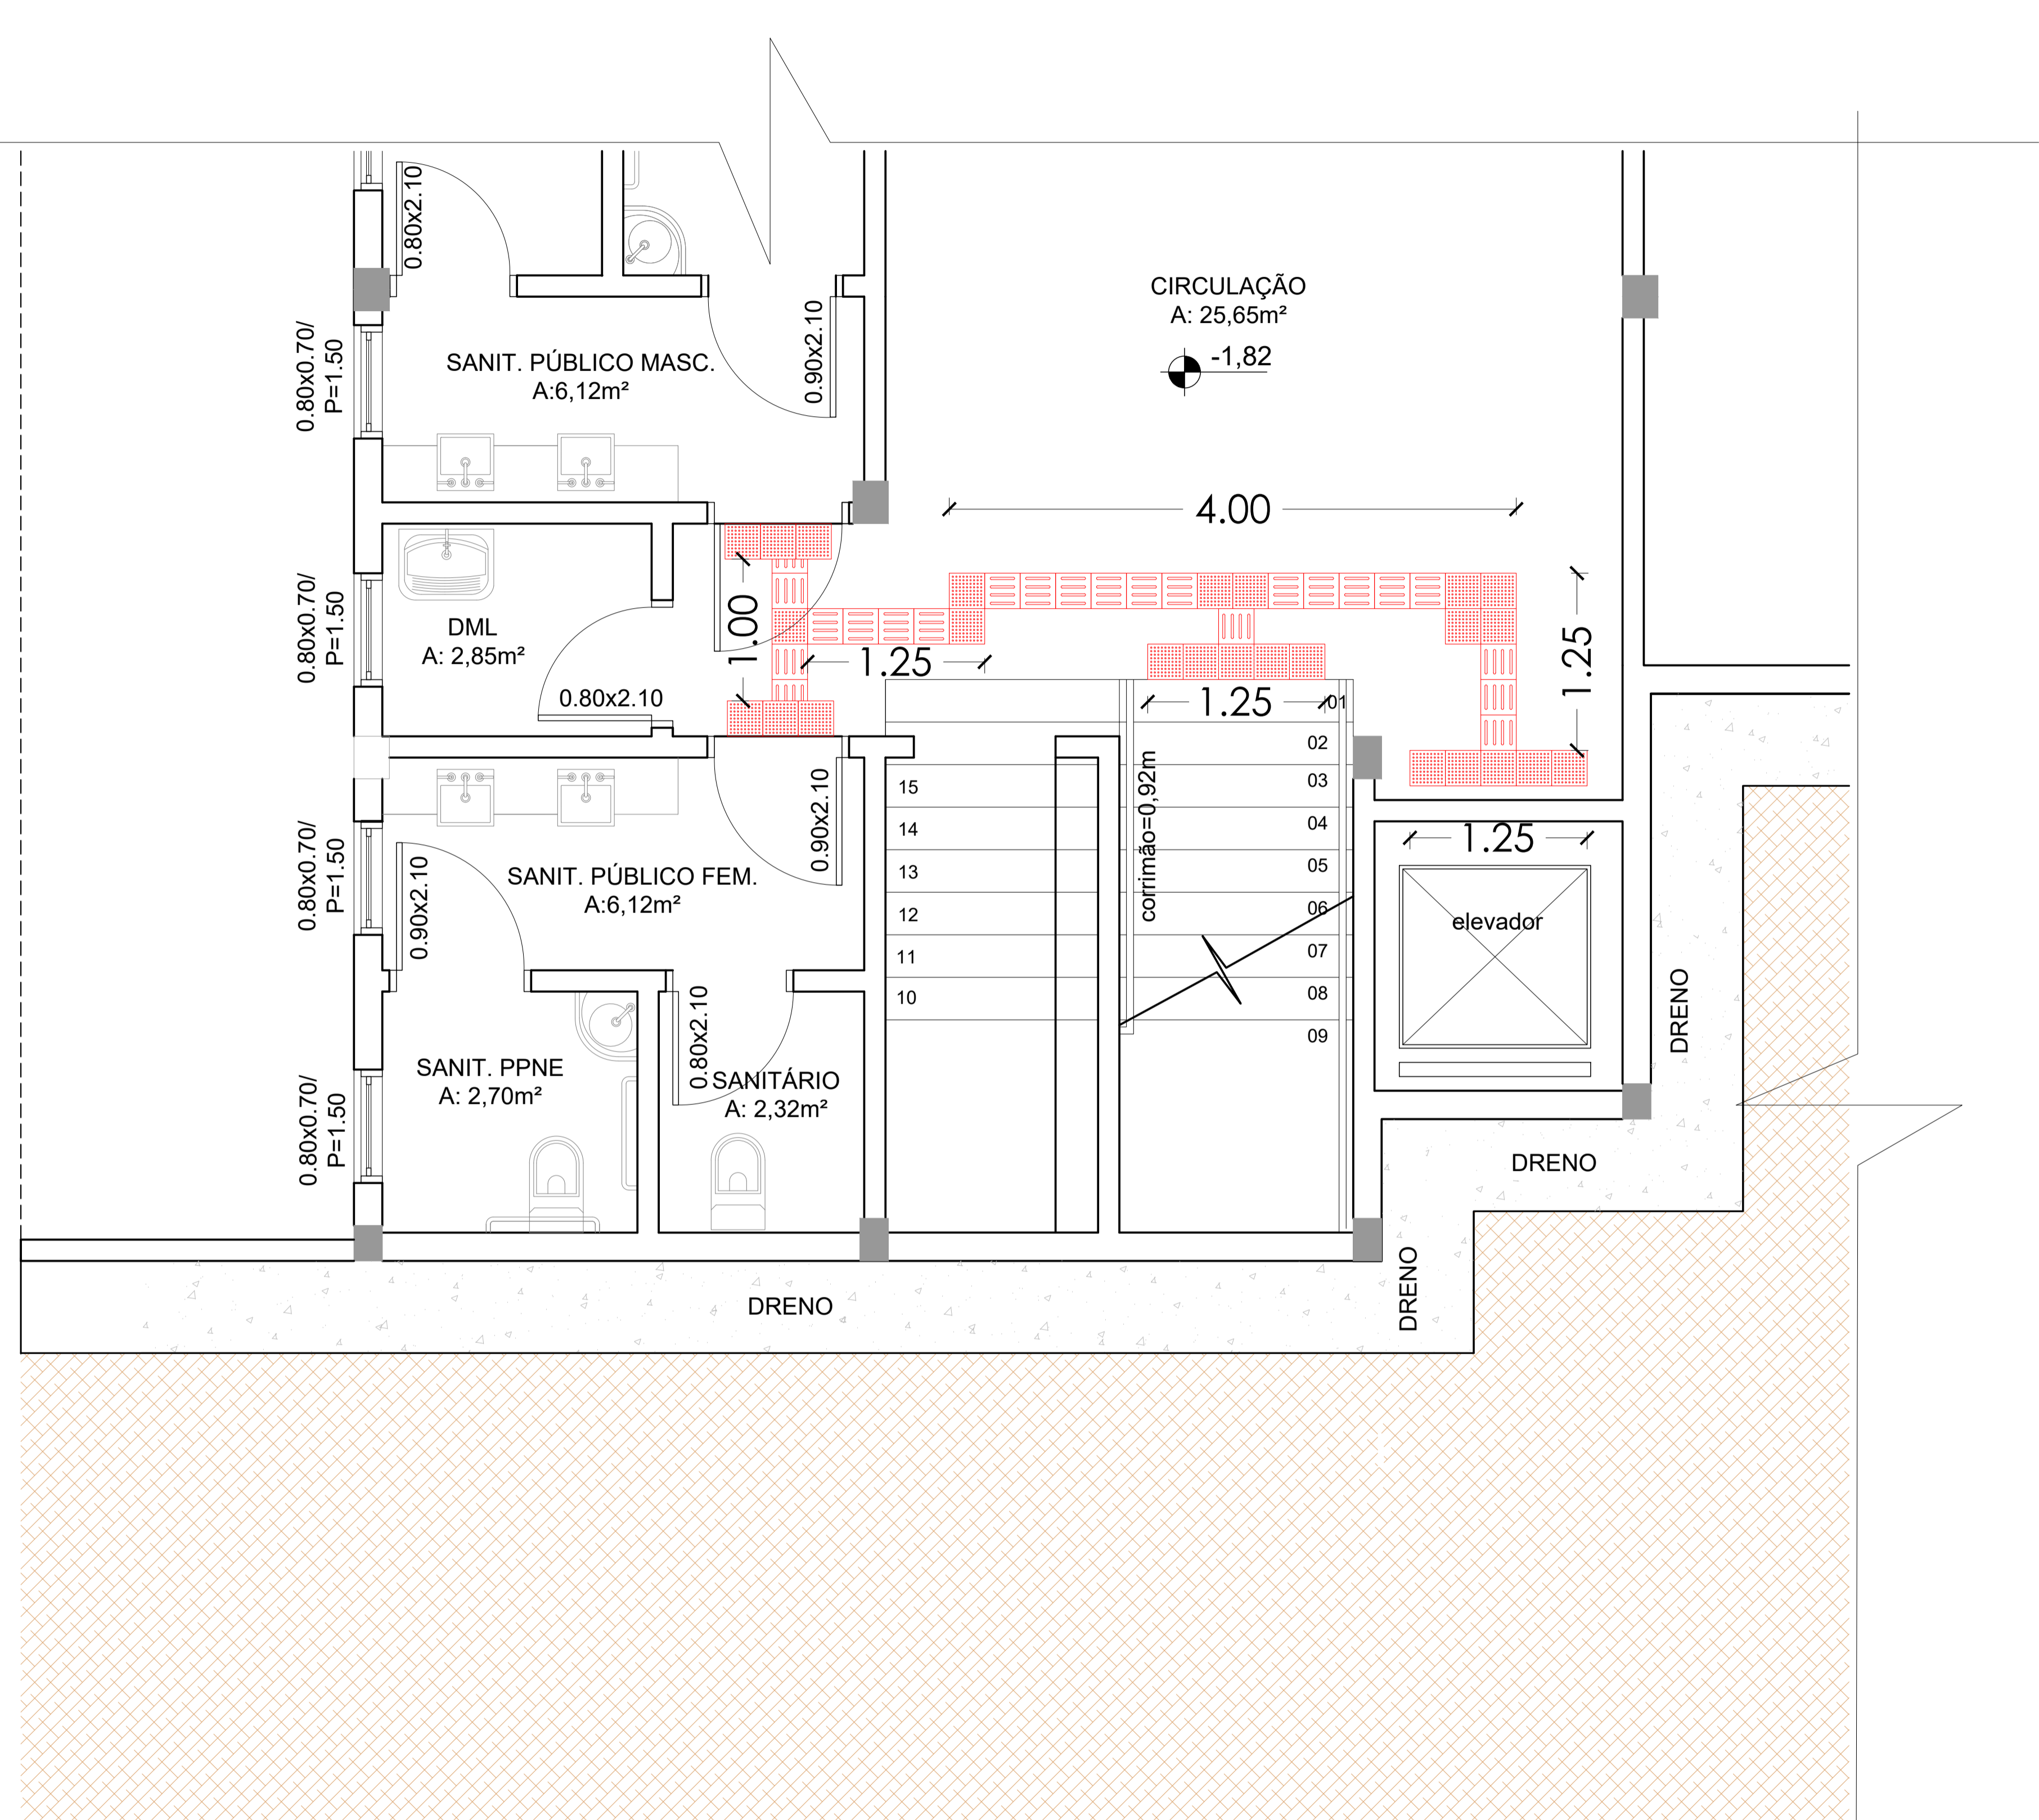 0.80x2.10
CIRCULAÇÃO
A: 25,65m²
-1,82
0.80x0.70/
P=1.50
SANIT. PÚBLICO MASC.
A:6,12m²
0.90x2.10
4.00
0.80x0.70/
P=1.50
DML
A: 2,85m²
0.80x2.10
1.00
1.25
1.25
1.25
01
02
03
04
05
06
07
08
09
corrimão=0,92m
15
14
13
12
11
10
0.80x0.70/
P=1.50
0.90x2.10
SANIT. PÚBLICO FEM.
A:6,12m²
0.90x2.10
1.25
elevador
DRENO
0.80x0.70/
P=1.50
SANIT. PPNE
A: 2,70m²
0.80x2.10
SANITÁRIO
A: 2,32m²
DRENO
DRENO
DRENO